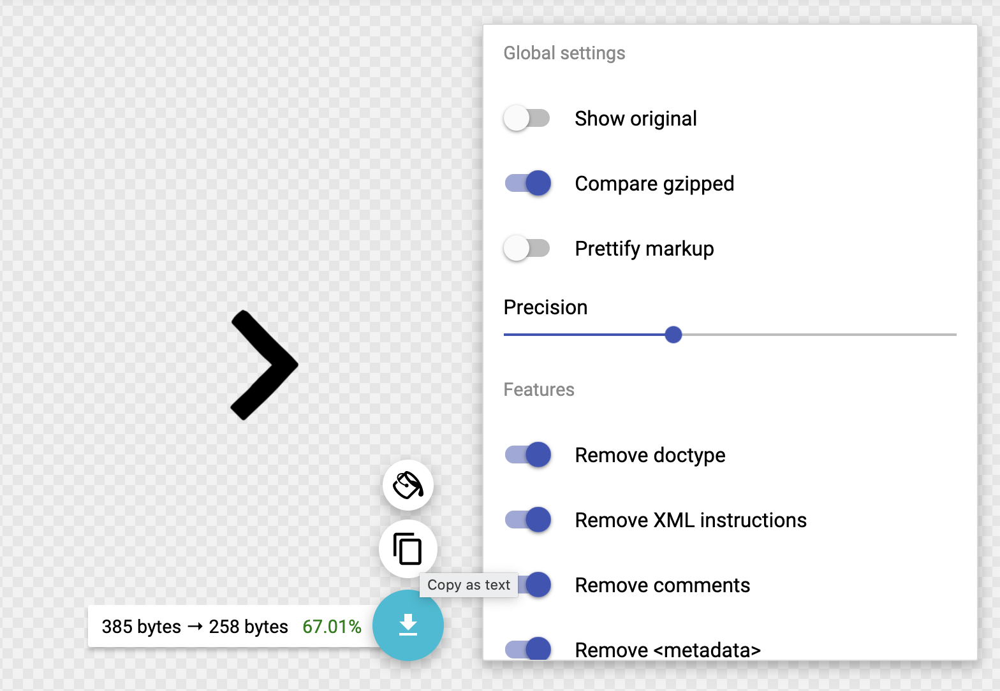 Global settings
Show original
Compare gzipped
Prettify markup
Precision
Features
Remove doctype
Remove XML instructions
Remove comments
Remove <metadata>
Copy as text
385 bytes → 258 bytes 67.01%